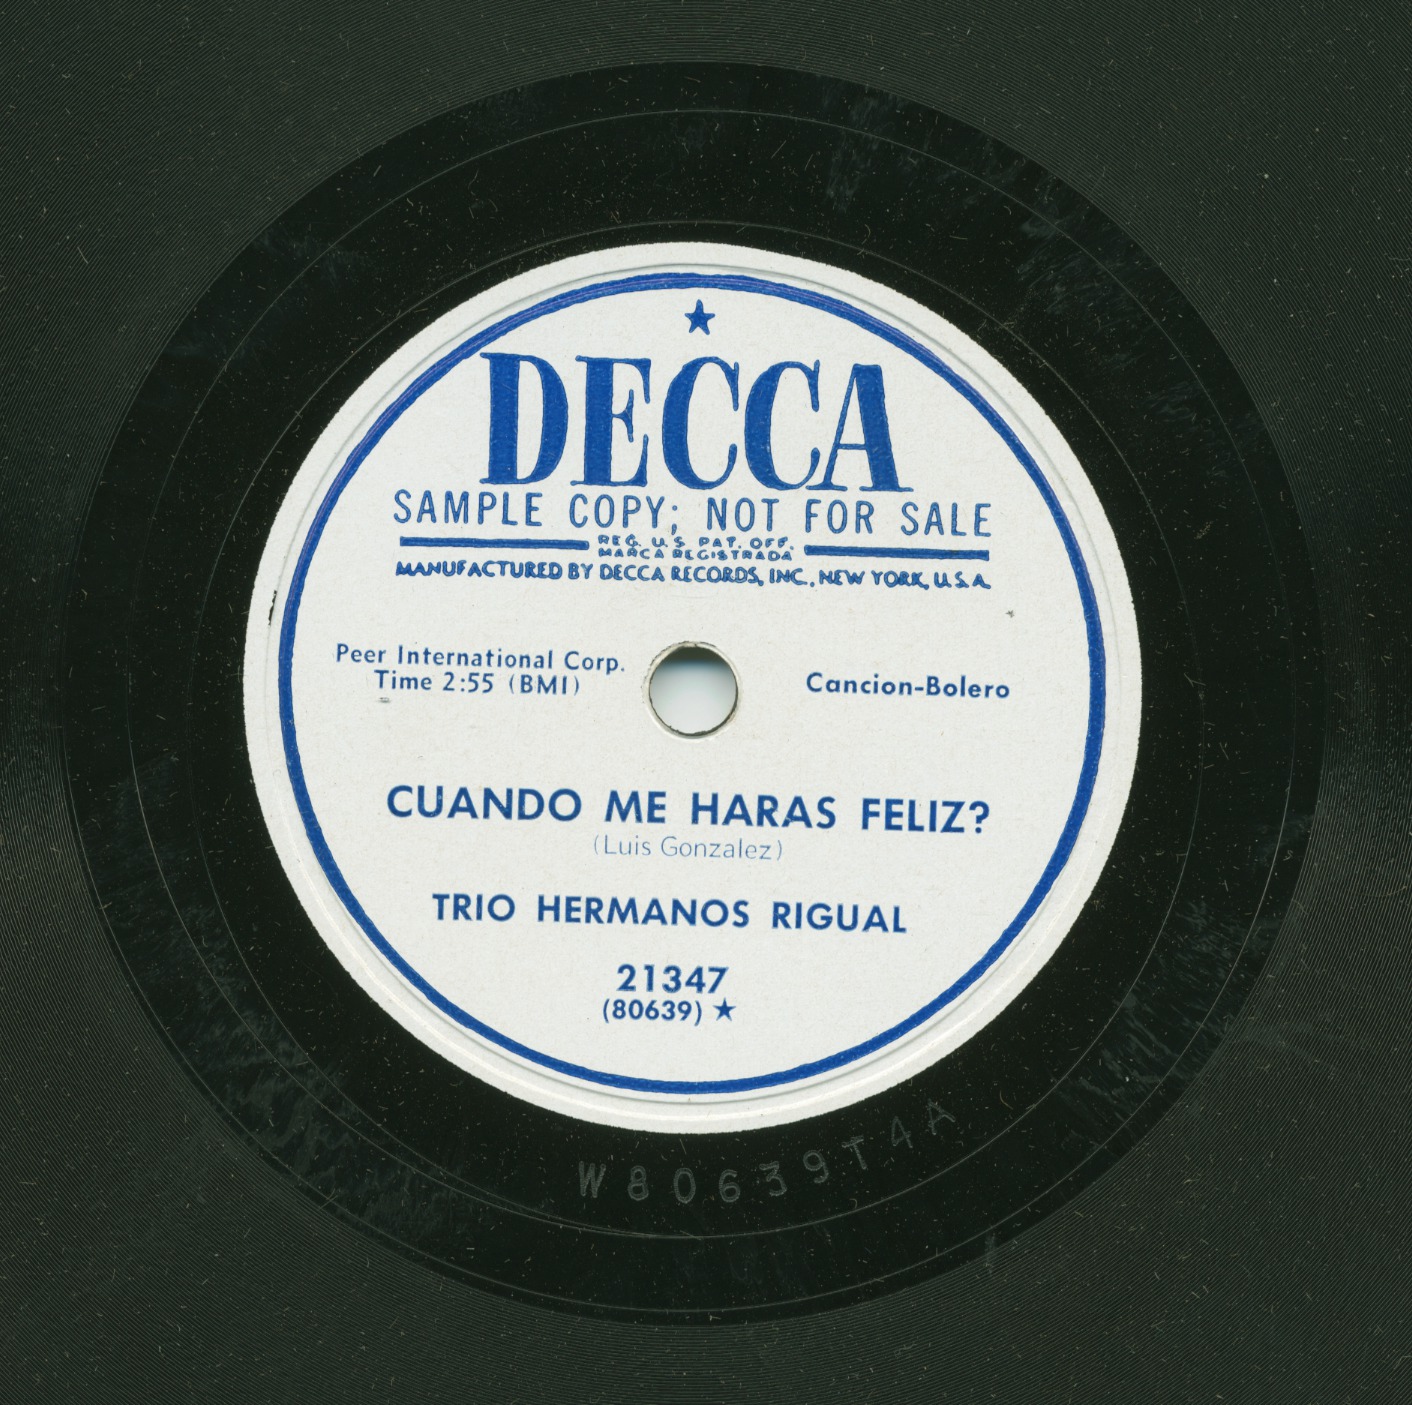 DECCA
SAMPLE COPY; NOT FOR SALE
REG. U.S. PAT. OFF.
MARCA REGISTRADA
MANUFACTURED BY DECCA RECORDS, INC., NEW YORK, U.S.A.
Peer International Corp.
Time 2:55 (BMI)
Cancion-Bolero
CUANDO ME HARAS FELIZ?
(Luis Gonzalez)
TRIO HERMANOS RIGUAL
21347
(80639) ★
W80639T4A